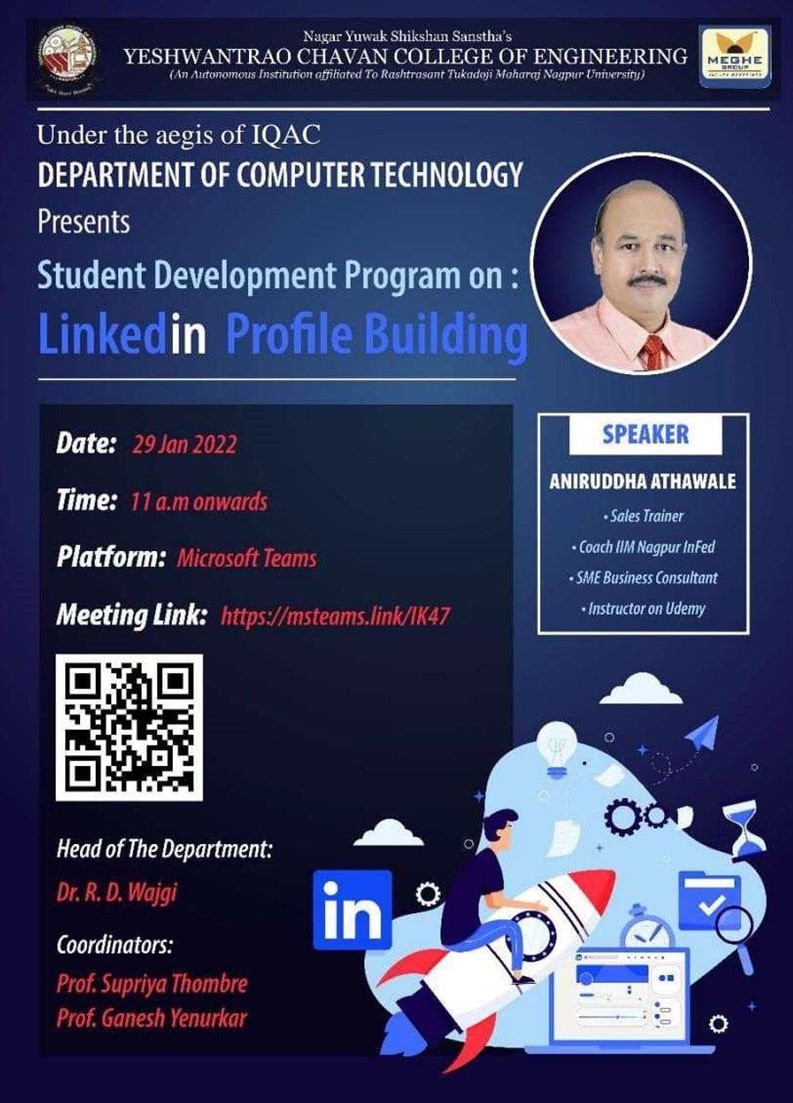 Nagar Yuwak Shikshan Sanstha's
YESHWANTRAO CHAVAN COLLEGE OF ENGINEERING
(An Autonomous Institution affiliated To Rashtrasant Tukadoji Maharaj Nagpur University)
MEGHE
GROUP
Under the aegis of IQAC
DEPARTMENT OF COMPUTER TECHNOLOGY
Presents
Student Development Program on :
Linkedin Profile Building
Date: 29 Jan 2022
Time: 11 a.m onwards
Platform: Microsoft Teams
Meeting Link: https://msteams.link/IK47
SPEAKER
ANIRUDDHA ATHAWALE
• Sales Trainer
• Coach IIM Nagpur InFed
• SME Business Consultant
• Instructor on Udemy
Head of The Department:
Dr. R. D. Wajgi
Coordinators:
Prof. Supriya Thombre
Prof. Ganesh Yenurkar
in